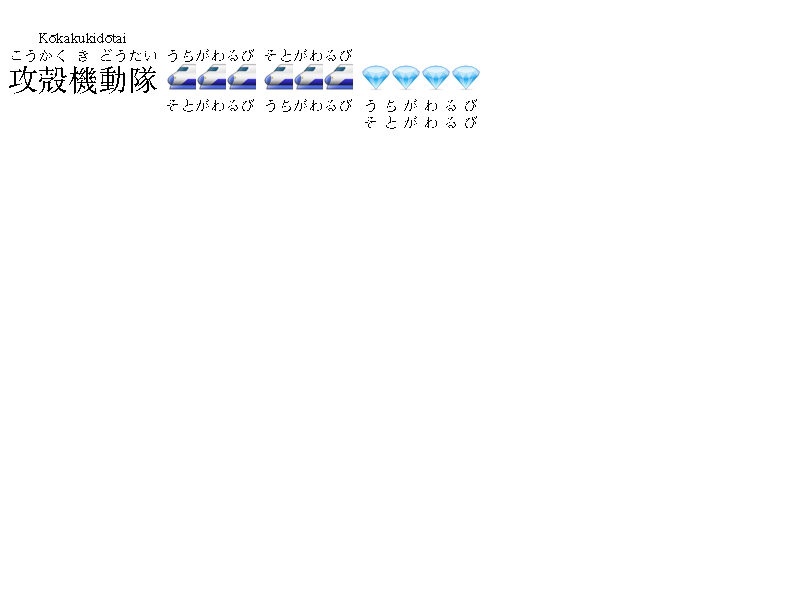 Kōkakukidōtai
こうかく き どうたい うちがわるび そとがわるび
攻殻機動隊 🚅🚅🚅 🚅🚅🚅 💎💎💎💎
そとがわるび うちがわるび うちがわるび
そとがわるび